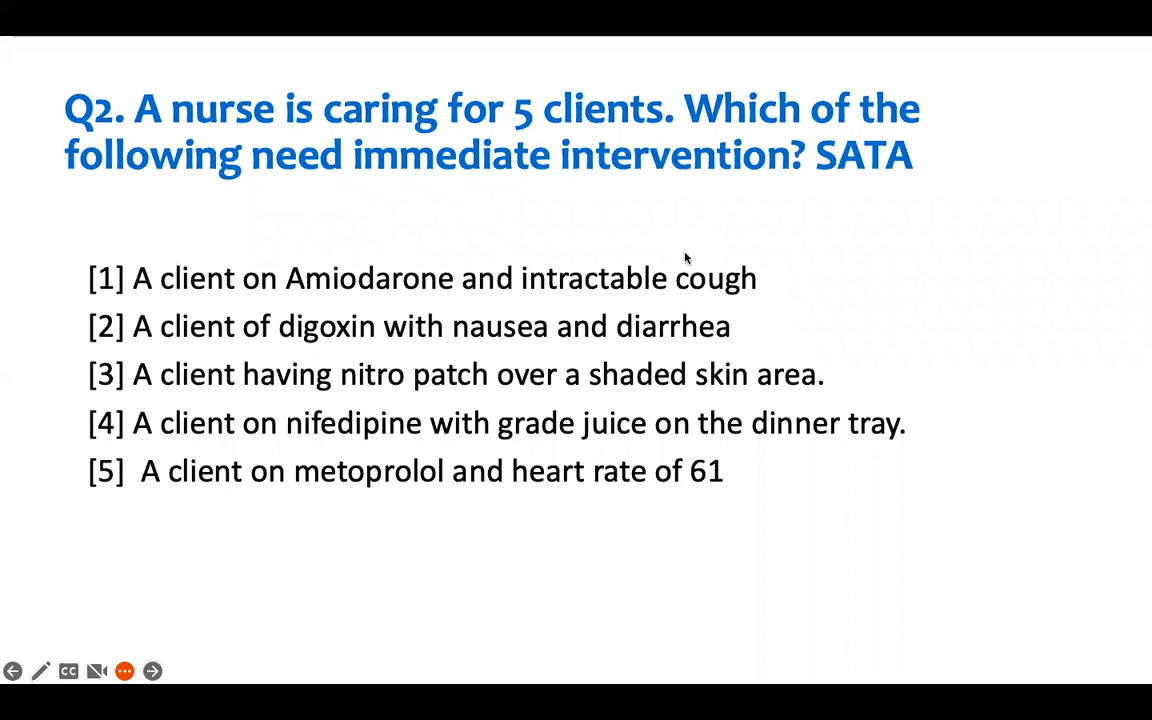 Q2. A nurse is caring for 5 clients. Which of the
following need immediate intervention? SATA
[1] A client on Amiodarone and intractable cough
[2] A client of digoxin with nausea and diarrhea
[3] A client having nitro patch over a shaded skin area.
[4] A client on nifedipine with grade juice on the dinner tray.
[5] A client on metoprolol and heart rate of 61
CC